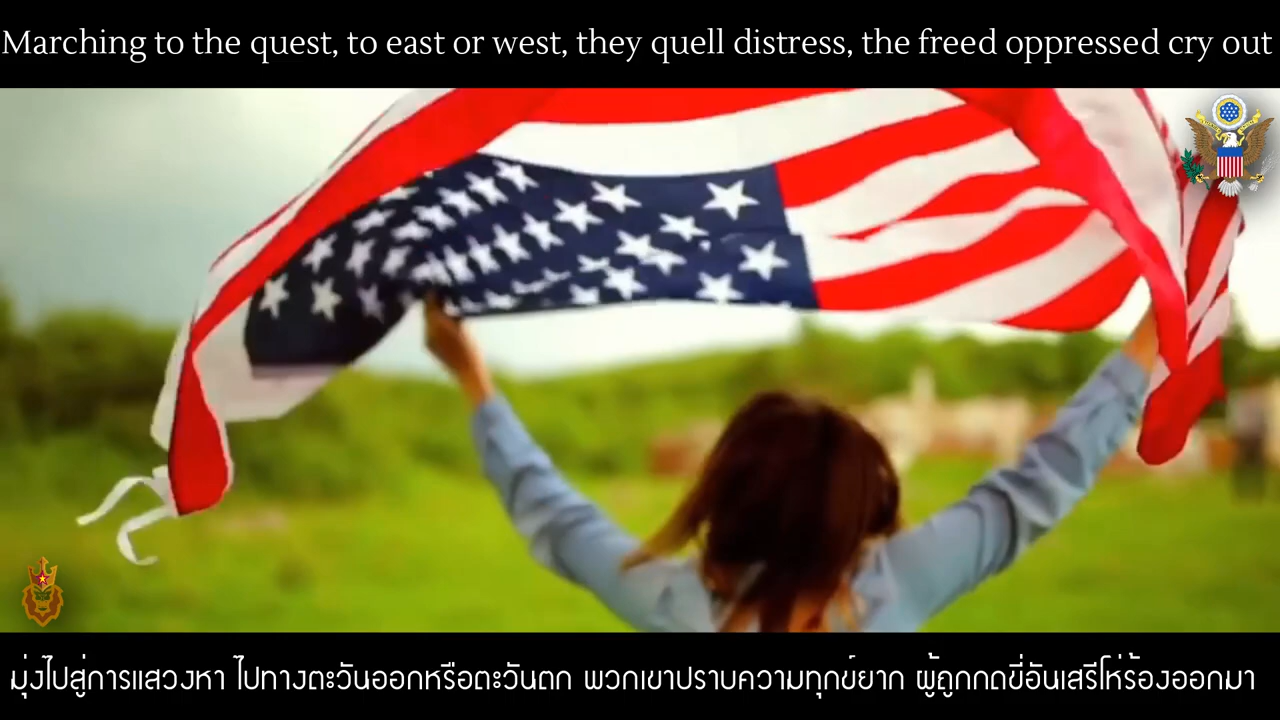 Marching to the quest, to east or west, they quell distress, the freed oppressed cry out
มุ่งไปสู่การแสวงหา ไปทางตะวันออกหรือตะวันตก พวกเขาปราบความทุกข์ยาก ผู้ถูกกดขี่อันเสรีโห่ร้องออกมา